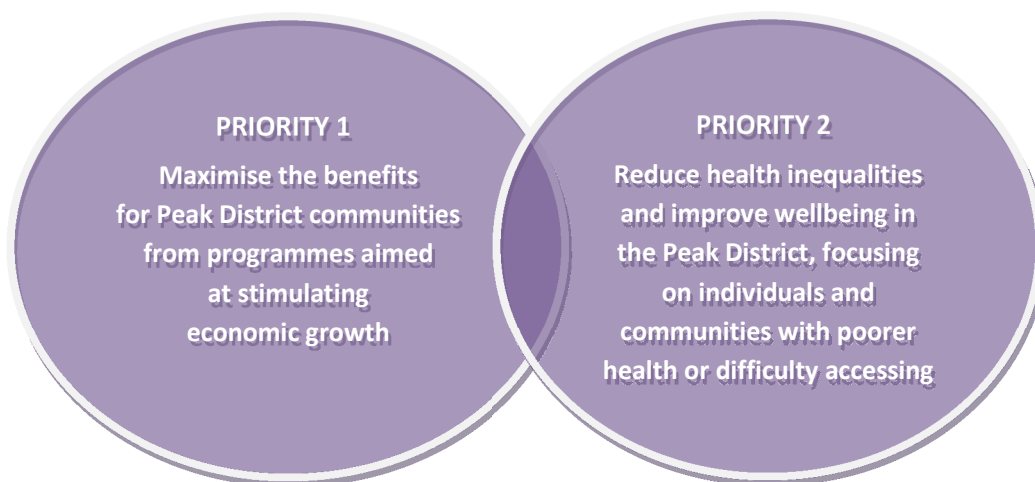 PRIORITY 1
Maximise the benefits
for Peak District communities
from programmes aimed
at stimulating
economic growth
PRIORITY 2
Reduce health inequalities
and improve wellbeing in
the Peak District, focusing
on individuals and
communities with poorer
health or difficulty accessing